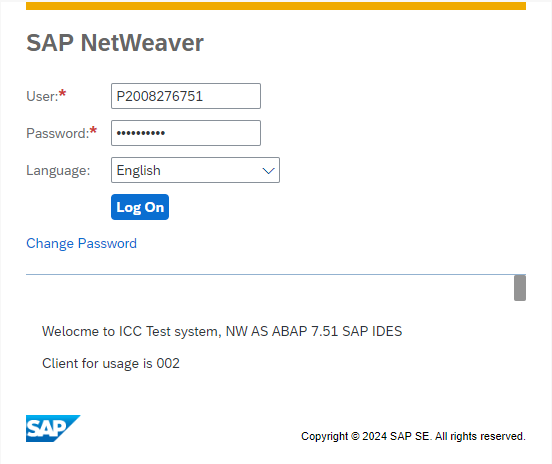 SAP NetWeaver
User:* P2008276751
Password:* ••••••••••
Language: English
Log On
Change Password
Welocme to ICC Test system, NW AS ABAP 7.51 SAP IDES
Client for usage is 002
SAP
Copyright © 2024 SAP SE. All rights reserved.